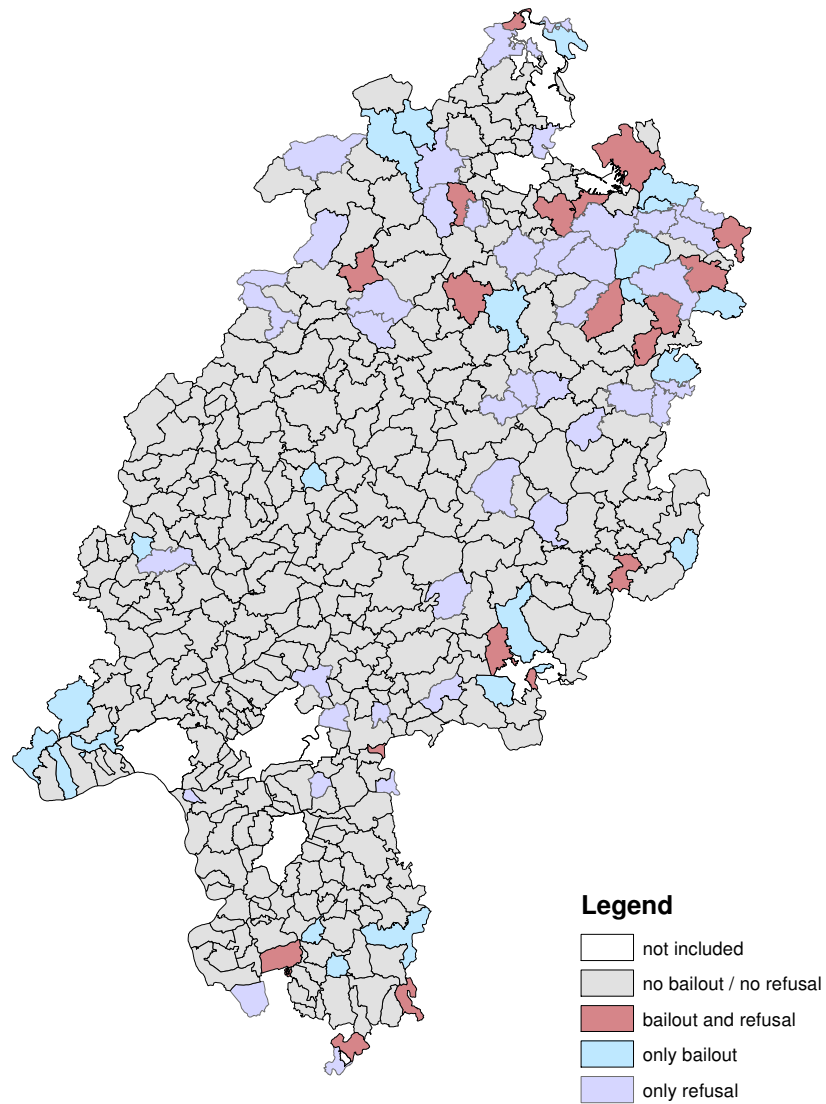 Legend
not included
no bailout / no refusal
bailout and refusal
only bailout
only refusal